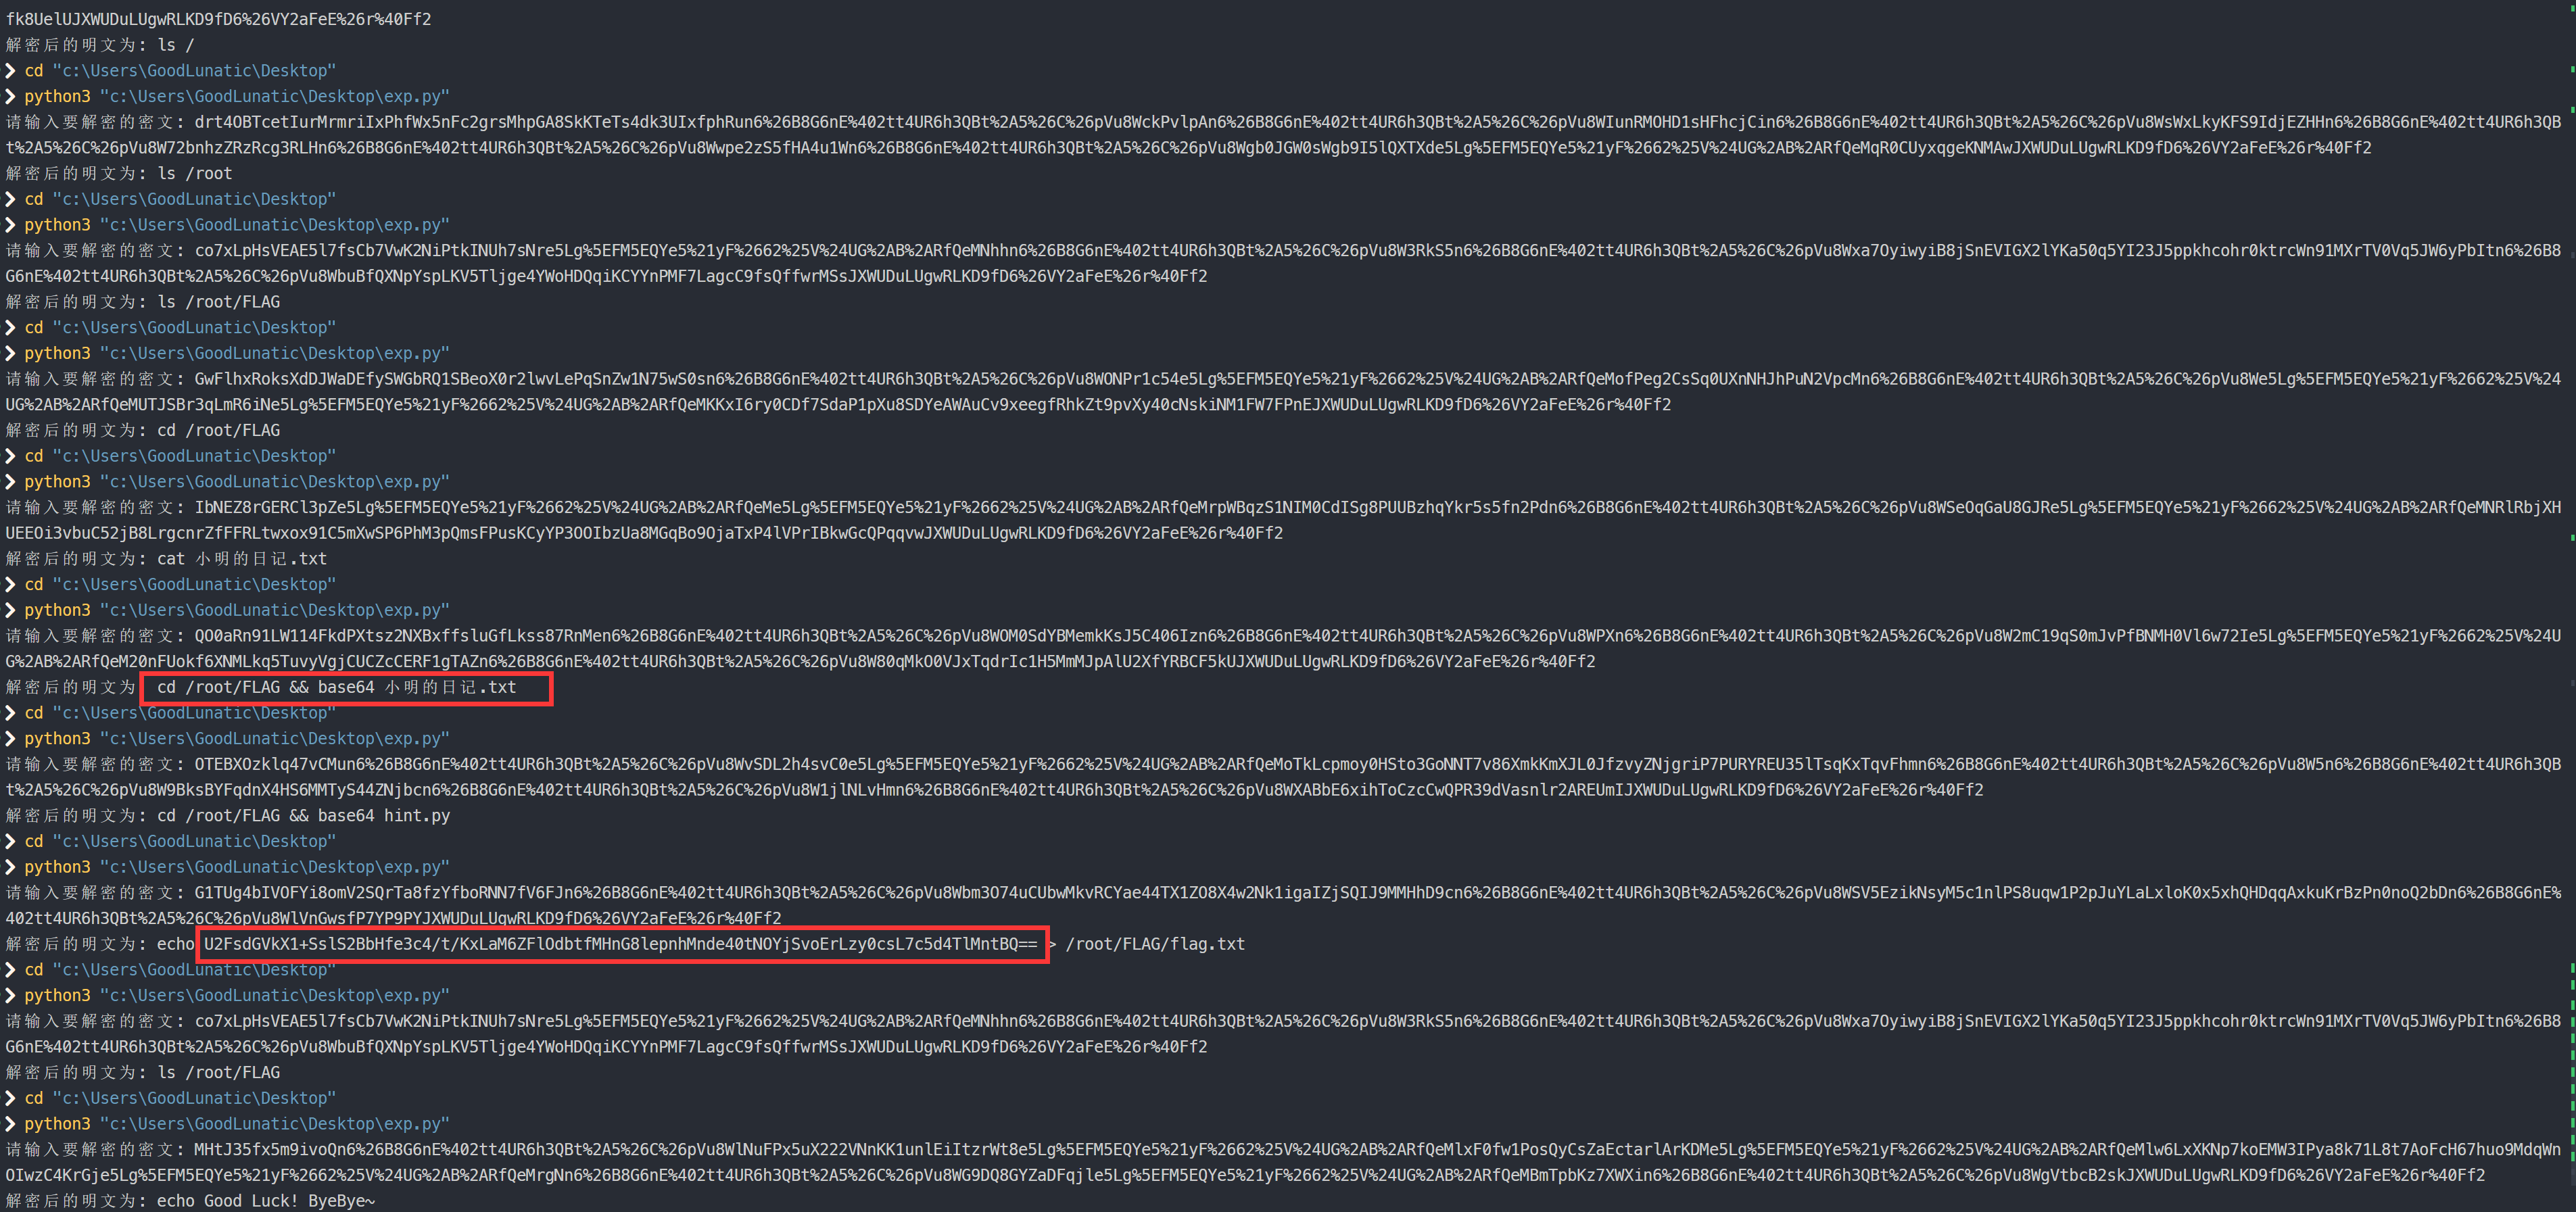 fk8UelUJXWUDuLUgwRLKD9fD6%26VY2aFeE%26r%40Ff2
解密后的明文为: ls /
❯ cd "c:\Users\GoodLunatic\Desktop"
❯ python3 "c:\Users\GoodLunatic\Desktop\exp.py"
请输入要解密的密文: drt4OBTcetIurMrmriIxPhfWx5nFc2grsMhpGA8SkKTeTs4dk3UIxfphRun6%26B8G6nE%402tt4UR6h3QBt%2A5%26C%26pVu8WckPvlpAn6%26B8G6nE%402tt4UR6h3QBt%2A5%26C%26pVu8WIunRMOHD1sHFhcjCin6%26B8G6nE%402tt4UR6h3QBt%2A5%26C%26pVu8WsWxLkyKFS9IdjEZHHn6%26B8G6nE%402tt4UR6h3QB
t%2A5%26C%26pVu8W72bnhzZRzRcg3RLHn6%26B8G6nE%402tt4UR6h3QBt%2A5%26C%26pVu8Wwpe2zS5fHA4u1Wn6%26B8G6nE%402tt4UR6h3QBt%2A5%26C%26pVu8Wgb0JGW0sWgb9I5lQXTXde5Lg%5EFM5EQYe5%21yF%2662%25V%24UG%2AB%2ARfQeMqR0CUyxqgeKNMAwJXWUDuLUgwRLKD9fD6%26VY2aFeE%26r%40Ff2
解密后的明文为: ls /root
❯ cd "c:\Users\GoodLunatic\Desktop"
❯ python3 "c:\Users\GoodLunatic\Desktop\exp.py"
请输入要解密的密文: co7xLpHsVEAE5l7fsCb7VwK2NiPtkINUh7sNre5Lg%5EFM5EQYe5%21yF%2662%25V%24UG%2AB%2ARfQeMNhhn6%26B8G6nE%402tt4UR6h3QBt%2A5%26C%26pVu8W3RkS5n6%26B8G6nE%402tt4UR6h3QBt%2A5%26C%26pVu8Wxa7OyiwyiB8jSnEVIGX2lYKa50q5YI23J5ppkhcohr0ktrcWn91MXrTV0Vq5JW6yPbItn6%26B8
G6nE%402tt4UR6h3QBt%2A5%26C%26pVu8WbuBfQXNpYspLKV5Tljge4YWoHDQqiKCYYnPMF7LagcC9fsQffwrMSsJXWUDuLUgwRLKD9fD6%26VY2aFeE%26r%40Ff2
解密后的明文为: ls /root/FLAG
❯ cd "c:\Users\GoodLunatic\Desktop"
❯ python3 "c:\Users\GoodLunatic\Desktop\exp.py"
请输入要解密的密文: GwFlhxRoksXdDJWaDEfySWGbRQ1SBeoX0r2lwvLePqSnZw1N75wS0sn6%26B8G6nE%402tt4UR6h3QBt%2A5%26C%26pVu8WONPr1c54e5Lg%5EFM5EQYe5%21yF%2662%25V%24UG%2AB%2ARfQeMofPeg2CsSq0UXnNHJhPuN2VpcMn6%26B8G6nE%402tt4UR6h3QBt%2A5%26C%26pVu8We5Lg%5EFM5EQYe5%21yF%2662%25V%24
UG%2AB%2ARfQeMUTJSBr3qLmR6iNe5Lg%5EFM5EQYe5%21yF%2662%25V%24UG%2AB%2ARfQeMKKxI6ry0CDf7SdaP1pXu8SDYeAWAuCv9xeegfRhkZt9pvXy40cNskiNM1FW7FPnEJXWUDuLUgwRLKD9fD6%26VY2aFeE%26r%40Ff2
解密后的明文为: cd /root/FLAG
❯ cd "c:\Users\GoodLunatic\Desktop"
❯ python3 "c:\Users\GoodLunatic\Desktop\exp.py"
请输入要解密的密文: IbNEZ8rGERCl3pZe5Lg%5EFM5EQYe5%21yF%2662%25V%24UG%2AB%2ARfQeMe5Lg%5EFM5EQYe5%21yF%2662%25V%24UG%2AB%2ARfQeMrpWBqzS1NIM0CdISg8PUUBzhqYkr5s5fn2Pdn6%26B8G6nE%402tt4UR6h3QBt%2A5%26C%26pVu8WSeOqGaU8GJRe5Lg%5EFM5EQYe5%21yF%2662%25V%24UG%2AB%2ARfQeMNRlRbjXH
UEEOi3vbuC52jB8LrgcnrZfFFRLtwxox91C5mXwSP6PhM3pQmsFPusKCyYP3OOIbzUa8MGqBo9OjaTxP4lVPrIBkwGcQPqqvwJXWUDuLUgwRLKD9fD6%26VY2aFeE%26r%40Ff2
解密后的明文为: cat 小明的日记.txt
❯ cd "c:\Users\GoodLunatic\Desktop"
❯ python3 "c:\Users\GoodLunatic\Desktop\exp.py"
请输入要解密的密文: QO0aRn91LW114FkdPXtsz2NXBxffsluGfLkss87RnMen6%26B8G6nE%402tt4UR6h3QBt%2A5%26C%26pVu8WOM0SdYBMemkKsJ5C406Izn6%26B8G6nE%402tt4UR6h3QBt%2A5%26C%26pVu8WPXn6%26B8G6nE%402tt4UR6h3QBt%2A5%26C%26pVu8W2mC19qS0mJvPfBNMH0Vl6w72Ie5Lg%5EFM5EQYe5%21yF%2662%25V%24U
G%2AB%2ARfQeM20nFUokf6XNMLkq5TuvyVgjCUCZcCERF1gTAZn6%26B8G6nE%402tt4UR6h3QBt%2A5%26C%26pVu8W80qMkO0VJxTqdrIc1H5MmMJpAlU2XfYRBCF5kUJXWUDuLUgwRLKD9fD6%26VY2aFeE%26r%40Ff2
解密后的明文为 cd /root/FLAG && base64 小明的日记.txt
❯ cd "c:\Users\GoodLunatic\Desktop"
❯ python3 "c:\Users\GoodLunatic\Desktop\exp.py"
请输入要解密的密文: OTEBXOzklq47vCMun6%26B8G6nE%402tt4UR6h3QBt%2A5%26C%26pVu8WvSDL2h4svC0e5Lg%5EFM5EQYe5%21yF%2662%25V%24UG%2AB%2ARfQeMoTkLcpmoy0HSto3GoNNT7v86XmkKmXJL0JfzvyZNjgriP7PURYREU35lTsqKxTqvFhmn6%26B8G6nE%402tt4UR6h3QBt%2A5%26C%26pVu8W5n6%26B8G6nE%402tt4UR6h3QB
t%2A5%26C%26pVu8W9BksBYFqdnX4HS6MMTyS44ZNjbcn6%26B8G6nE%402tt4UR6h3QBt%2A5%26C%26pVu8W1jlNLvHmn6%26B8G6nE%402tt4UR6h3QBt%2A5%26C%26pVu8WXABbE6xihToCzcCwQPR39dVasnlr2AREUmIJXWUDuLUgwRLKD9fD6%26VY2aFeE%26r%40Ff2
解密后的明文为: cd /root/FLAG && base64 hint.py
❯ cd "c:\Users\GoodLunatic\Desktop"
❯ python3 "c:\Users\GoodLunatic\Desktop\exp.py"
请输入要解密的密文: G1TUg4bIVOFYi8omV2SQrTa8fzYfboRNN7fV6FJn6%26B8G6nE%402tt4UR6h3QBt%2A5%26C%26pVu8Wbm3O74uCUbwMkvRCYae44TX1ZO8X4w2Nk1igaIZjSQIJ9MMHhD9cn6%26B8G6nE%402tt4UR6h3QBt%2A5%26C%26pVu8WSV5EzikNsyM5c1nlPS8uqw1P2pJuYLaLxloK0x5xhQHDqqAxkuKrBzPn0noQ2bDn6%26B8G6nE%
402tt4UR6h3QBt%2A5%26C%26pVu8WlVnGwsfP7YP9PYJXWUDuLUgwRLKD9fD6%26VY2aFeE%26r%40Ff2
解密后的明文为: echo U2FsdGVkX1+SslS2BbHfe3c4/t/KxLaM6ZFlOdbtfMHnG8lepnhMnde40tNOYjSvoErLzy0csL7c5d4TlMntBQ== > /root/FLAG/flag.txt
❯ cd "c:\Users\GoodLunatic\Desktop"
❯ python3 "c:\Users\GoodLunatic\Desktop\exp.py"
请输入要解密的密文: co7xLpHsVEAE5l7fsCb7VwK2NiPtkINUh7sNre5Lg%5EFM5EQYe5%21yF%2662%25V%24UG%2AB%2ARfQeMNhhn6%26B8G6nE%402tt4UR6h3QBt%2A5%26C%26pVu8W3RkS5n6%26B8G6nE%402tt4UR6h3QBt%2A5%26C%26pVu8Wxa7OyiwyiB8jSnEVIGX2lYKa50q5YI23J5ppkhcohr0ktrcWn91MXrTV0Vq5JW6yPbItn6%26B8
G6nE%402tt4UR6h3QBt%2A5%26C%26pVu8WbuBfQXNpYspLKV5Tljge4YWoHDQqiKCYYnPMF7LagcC9fsQffwrMSsJXWUDuLUgwRLKD9fD6%26VY2aFeE%26r%40Ff2
解密后的明文为: ls /root/FLAG
❯ cd "c:\Users\GoodLunatic\Desktop"
❯ python3 "c:\Users\GoodLunatic\Desktop\exp.py"
请输入要解密的密文: MHtJ35fx5m9ivoQn6%26B8G6nE%402tt4UR6h3QBt%2A5%26C%26pVu8WlNuFPx5uX222VNnKK1unlEiItzrWt8e5Lg%5EFM5EQYe5%21yF%2662%25V%24UG%2AB%2ARfQeMlxF0fw1PosQyCsZaEctarlArKDMe5Lg%5EFM5EQYe5%21yF%2662%25V%24UG%2AB%2ARfQeMlw6LxXKNp7koEMW3IPya8k71L8t7AoFcH67huo9MdqWn
OIwzC4KrGje5Lg%5EFM5EQYe5%21yF%2662%25V%24UG%2AB%2ARfQeMrgNn6%26B8G6nE%402tt4UR6h3QBt%2A5%26C%26pVu8WG9DQ8GYZaDFqjle5Lg%5EFM5EQYe5%21yF%2662%25V%24UG%2AB%2ARfQeMBmTpbKz7XWXin6%26B8G6nE%402tt4UR6h3QBt%2A5%26C%26pVu8WgVtbcB2skJXWUDuLUgwRLKD9fD6%26VY2aFeE%26r%40Ff2
解密后的明文为: echo Good Luck! ByeBye~